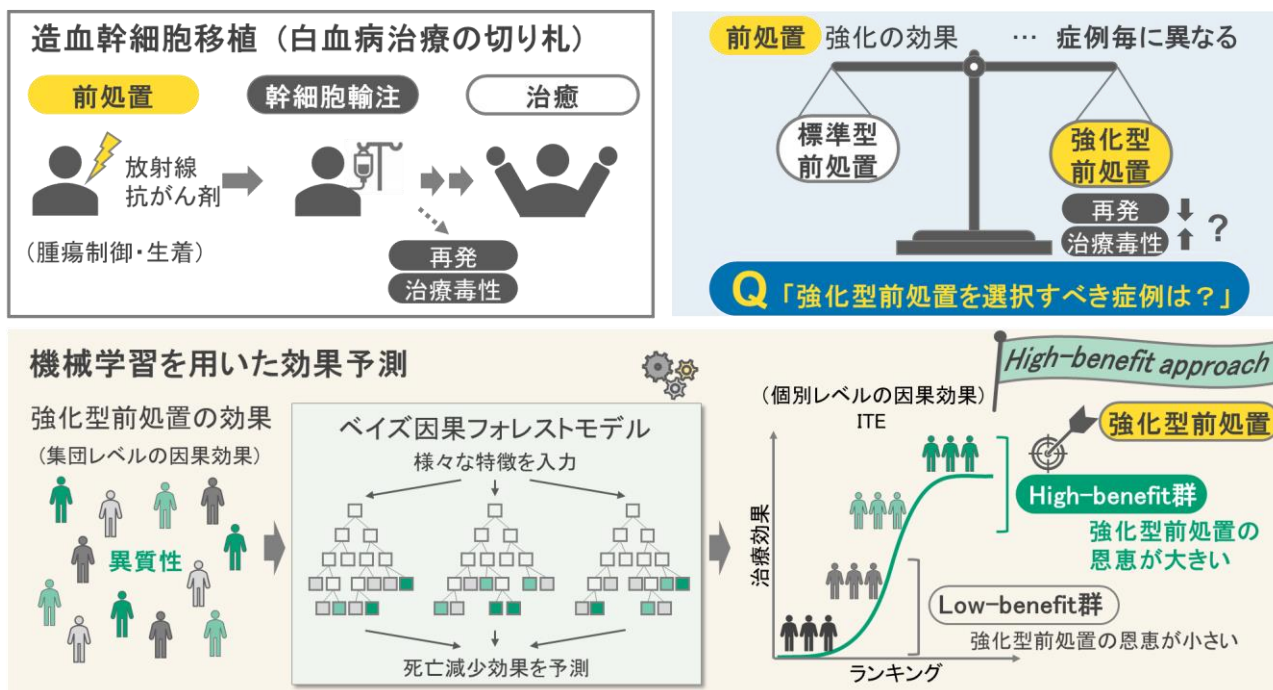 造血幹細胞移植（白血病治療の切り札）
前処置
幹細胞輸注
治癒
放射線
抗がん剤
（腫瘍制御・生着）
再発
治療毒性
前処置 強化の効果 … 症例毎に異なる
標準型
前処置
強化型
前処置
再発
治療毒性
?
Q「強化型前処置を選択すべき症例は？」
機械学習を用いた効果予測
強化型前処置の効果
（集団レベルの因果効果）
異質性
ベイズ因果フォレストモデル
様々な特徴を入力
死亡減少効果を予測
High-benefit approach
（個別レベルの因果効果）
ITE
治療効果
ランキング
強化型前処置
High-benefit群
強化型前処置の
恩恵が大きい
Low-benefit群
強化型前処置の恩恵が小さい